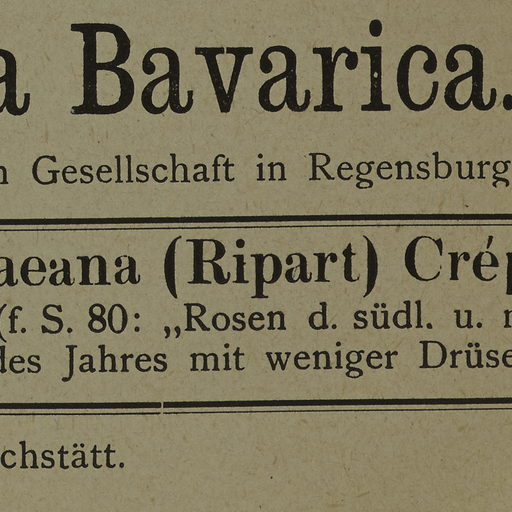 a Bavarica.
n Gesellschaft in Regensburg
aeana (Ripart) Crép
(f. S. 80: „Rosen d. südl. u. n
des Jahres mit weniger Drüse
chstätt.